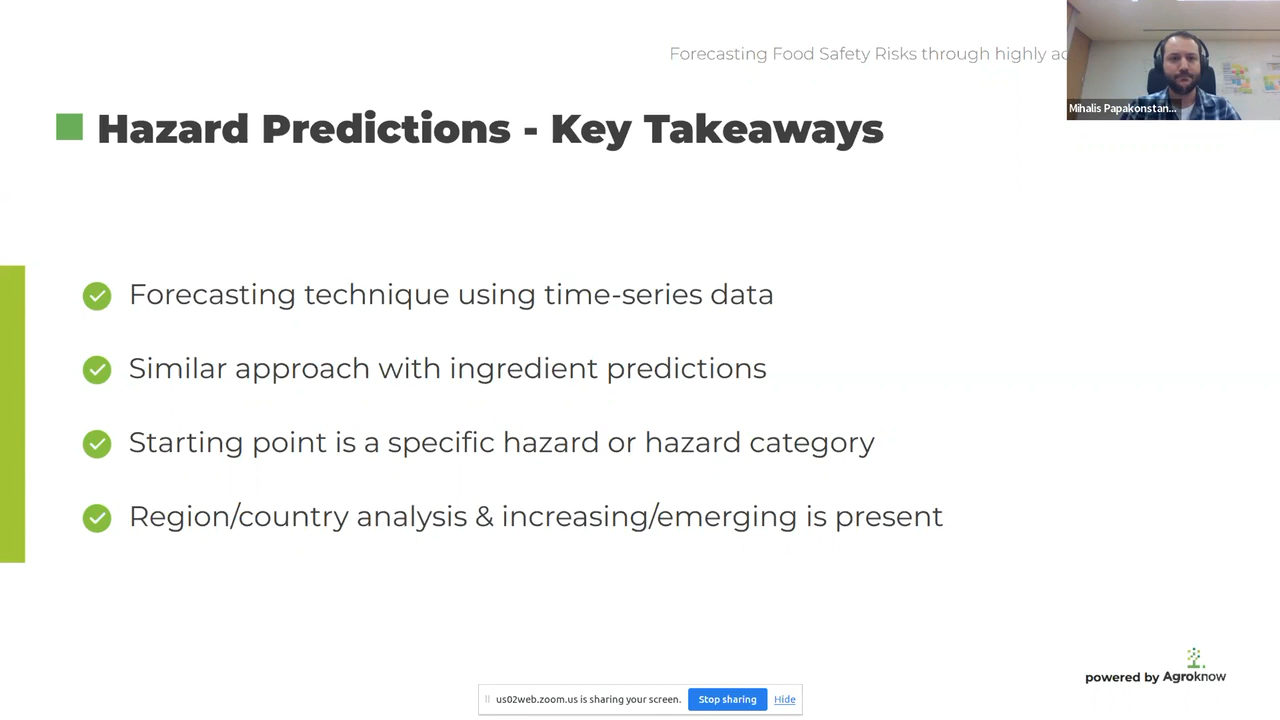 Forecasting Food Safety Risks through highly
Mihalis Papakonstan...
Hazard Predictions - Key Takeaways
Forecasting technique using time-series data
Similar approach with ingredient predictions
Starting point is a specific hazard or hazard category
Region/country analysis & increasing/emerging is present
powered by Agroknow
us02web.zoom.us is sharing your screen. Stop sharing Hide